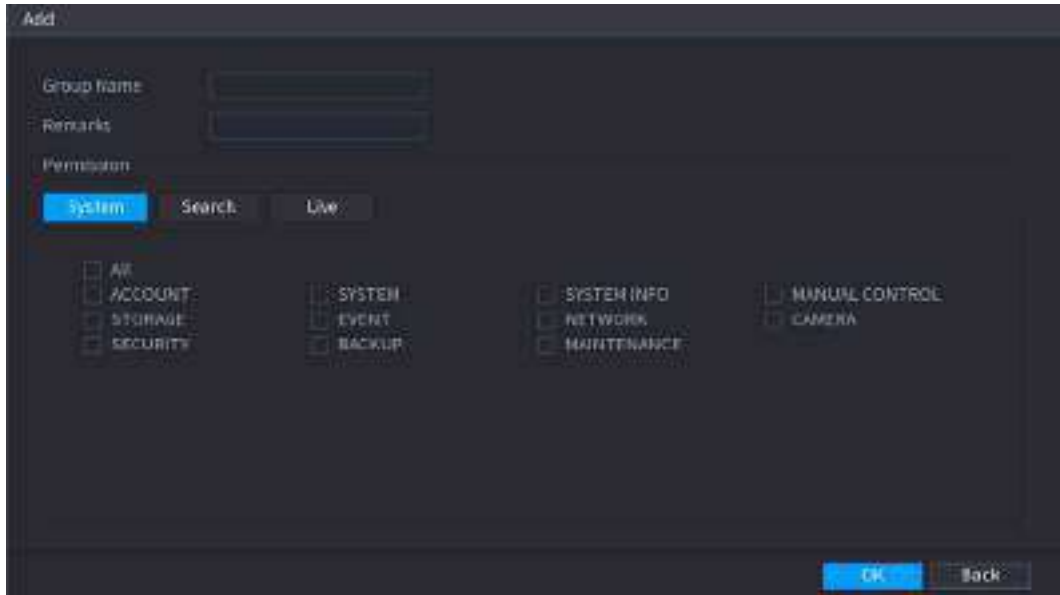 Add
Group Name
Remarks
Permission
System Search Live
All
ACCOUNT SYSTEM SYSTEM INFO MANUAL CONTROL
STORAGE EVENT NETWORK CAMERA
SECURITY BACKUP MAINTENANCE
OK Back